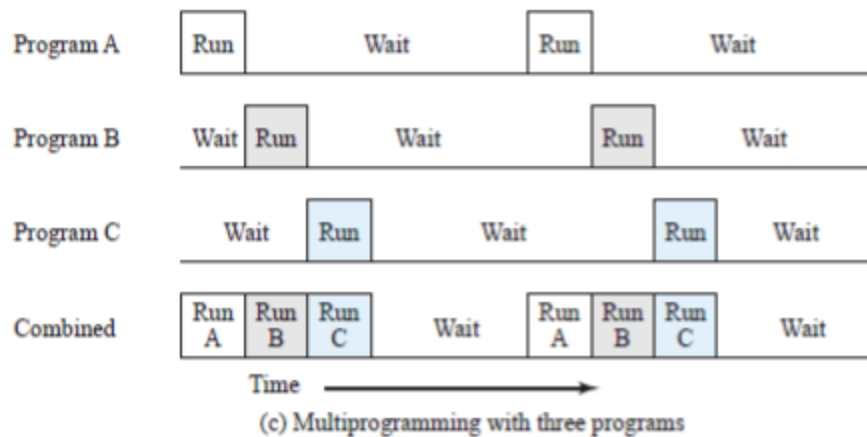 Program A Run Wait Run Wait
Program B Wait Run Wait Run Wait
Program C Wait Run Wait Run Wait
Combined Run A Run B Run C Wait Run A Run B Run C Wait
Time
(c) Multiprogramming with three programs